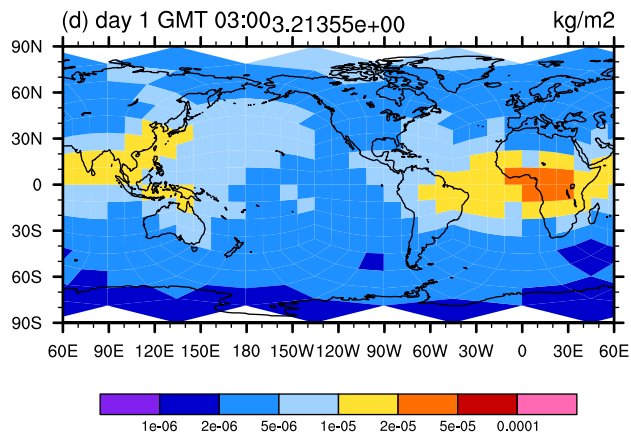 (d) day 1 GMT 03:00 3.21355e+00 kg/m2
90N
60N
30N
0
30S
60S
90S
60E 90E 120E 150E 180 150W 120W 90W 60W 30W 0 30E 60E
1e-06 2e-06 5e-06 1e-05 2e-05 5e-05 0.0001